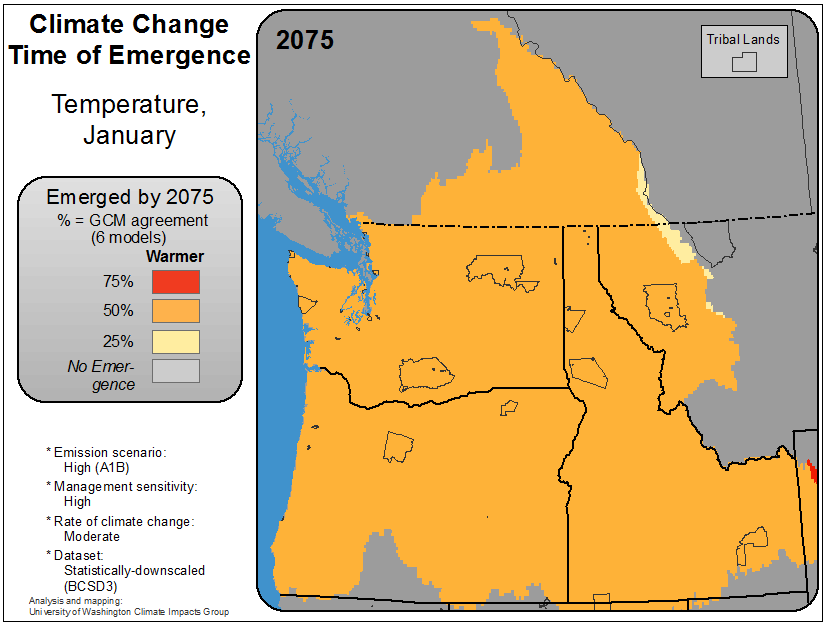 Climate Change
Time of Emergence
Temperature,
January
Emerged by 2075
% = GCM agreement
(6 models)
Warmer
75%
50%
25%
No Emer-
gence
* Emission scenario:
High (A1B)
* Management sensitivity:
High
* Rate of climate change:
Moderate
* Dataset:
Statistically-downscaled
(BCSD3)
Analysis and mapping:
University of Washington Climate Impacts Group
2075
Tribal Lands